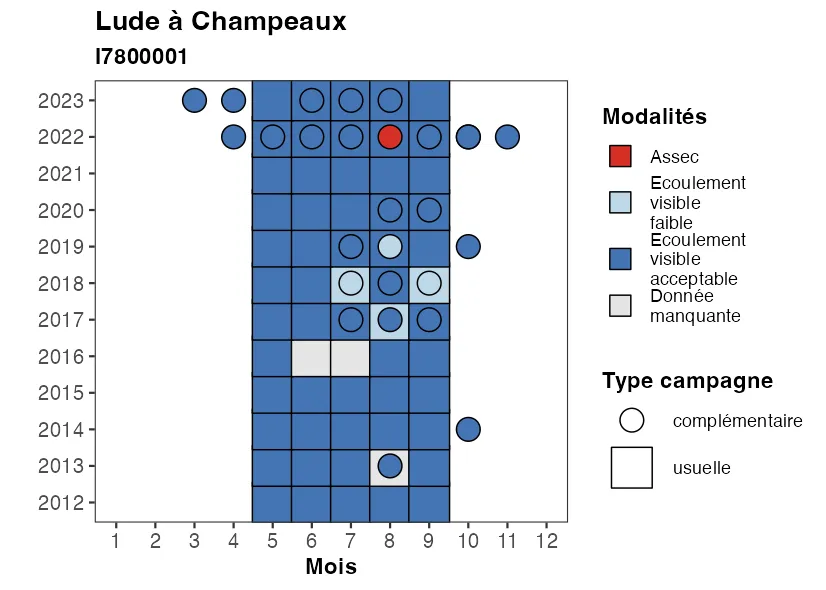 Lude à Champeaux
I7800001
2023
2022
2021
2020
2019
2018
2017
2016
2015
2014
2013
2012
1 2 3 4 5 6 7 8 9 10 11 12
Mois
Modalités
Assec
Ecoulement
visible
faible
Ecoulement
visible
acceptable
Donnée
manquante
Type campagne
complémentaire
usuelle